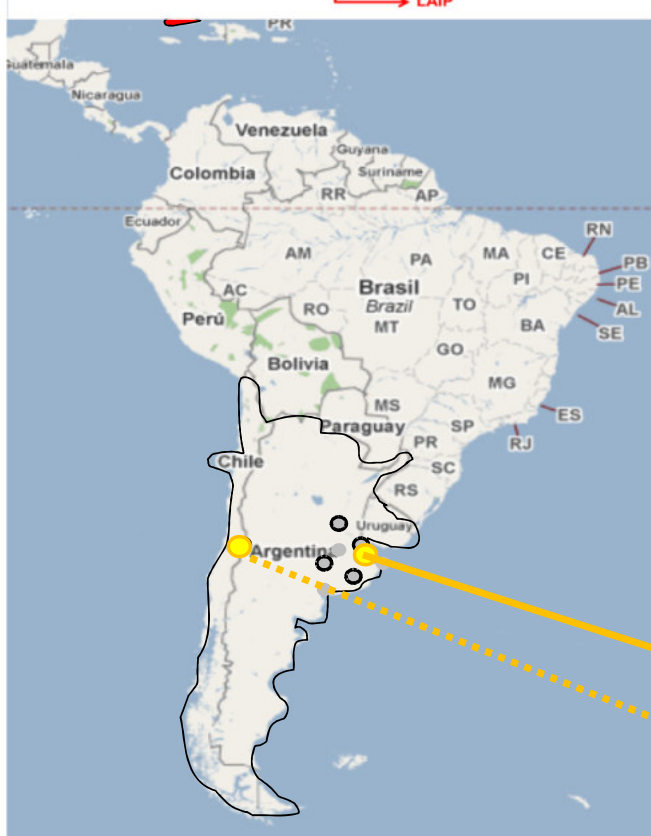 LAIP
PR
Guatemala
Nicaragua
Venezuela
Guyana
Colombia
Suriname
RR
AP
Ecuador
RN
AM
PA
MA
CE
PB
PI
PE
AC
Brasil
Brazil
RO
TO
AL
Perú
MT
BA
SE
GO
Bolivia
MG
MS
ES
Paraguay
SP
PR
RJ
Chile
SC
RS
Uruguay
Argentina